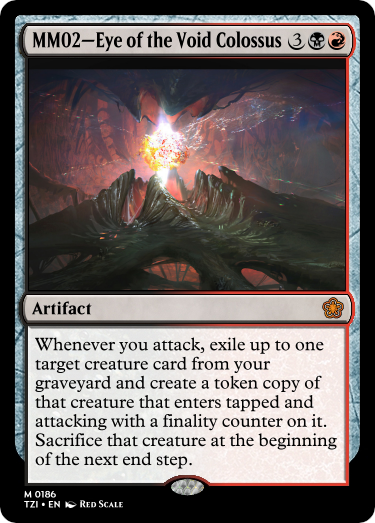 MM02—Eye of the Void Colossus 3
Artifact
Whenever you attack, exile up to one
target creature card from your
graveyard and create a token copy of
that creature that enters tapped and
attacking with a finality counter on it.
Sacrifice that creature at the beginning
of the next end step.
M 0186
TZI • EN Red Scale